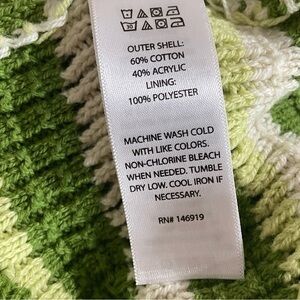 OUTER SHELL:
60% COTTON
40% ACRYLIC
LINING:
100% POLYESTER
MACHINE WASH COLD
WITH LIKE COLORS.
NON-CHLORINE BLEACH
WHEN NEEDED. TUMBLE
DRY LOW. COOL IRON IF
NECESSARY.
RN# 146919